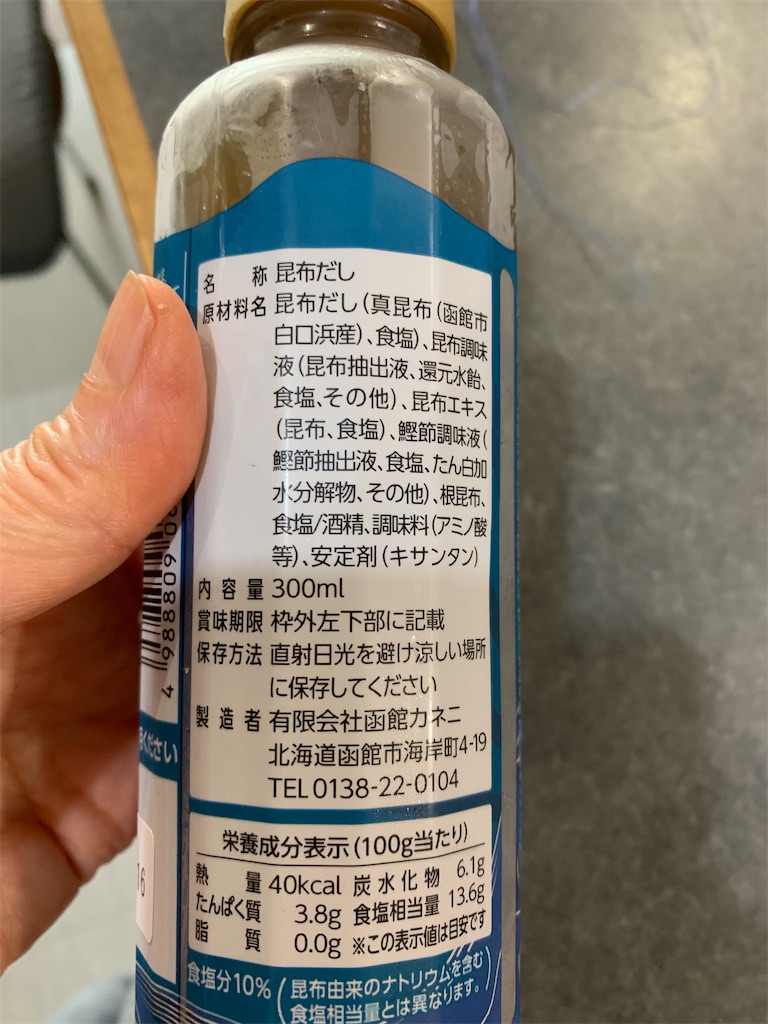 名称 昆布だし
原材料名 昆布だし(真昆布(函館市
白口浜産)、食塩)、昆布調味
液(昆布抽出液、還元水飴、
食塩、その他)、昆布エキス
(昆布、食塩)、鰹節調味液(
鰹節抽出液、食塩、たん白加
水分解物、その他)、根昆布、
食塩/酒精、調味料(アミノ酸
等)、安定剤(キサンタン)
内容量 300ml
賞味期限 枠外左下部に記載
保存方法 直射日光を避け涼しい場所
に保存してください
製造者 有限会社函館カネニ
北海道函館市海岸町4-19
TEL0138-22-0104
栄養成分表示(100g当たり)
熱量 40kcal 炭水化物 6.1g
たんぱく質 3.8g 食塩相当量 13.6g
脂質 0.0g ※この表示値は目安です
食塩分10%(昆布由来のナトリウムを含む
食塩相当量とは異なります。)
4 988809
ください
16